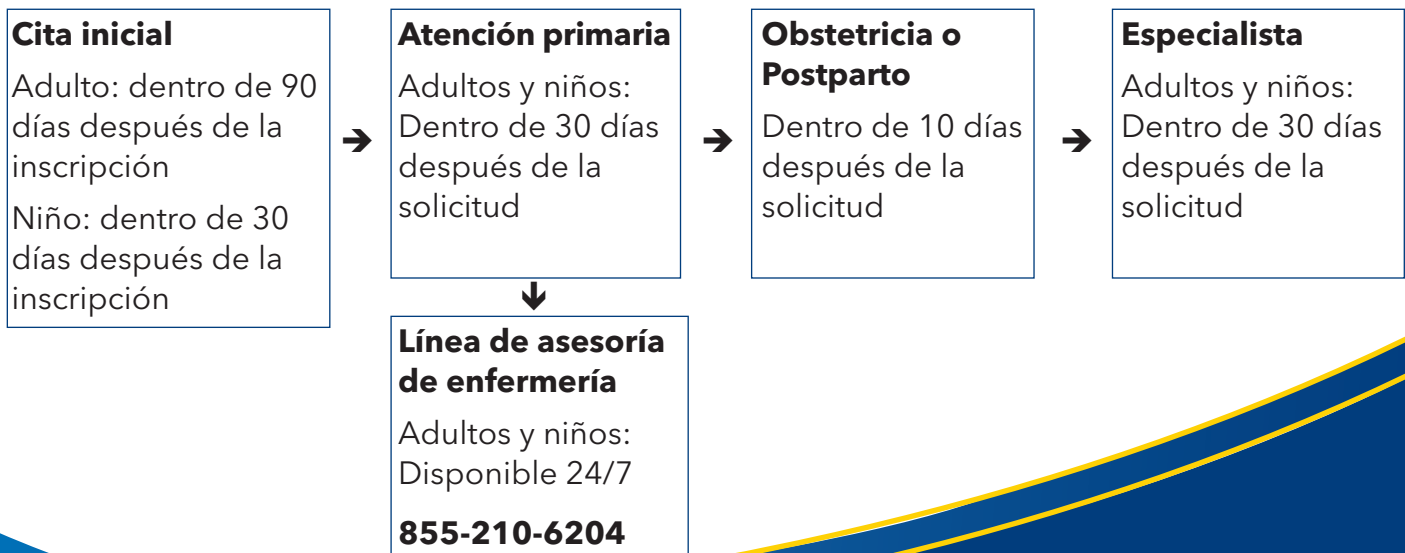 Cita inicial
Adulto: dentro de 90
días después de la
inscripción
Niño: dentro de 30
días después de la
inscripción
➔
Atención primaria
Adultos y niños:
Dentro de 30 días
después de la
solicitud
➔
Obstetricia o
Postparto
Dentro de 10 días
después de la
solicitud
➔
Especialista
Adultos y niños:
Dentro de 30 días
después de la
solicitud
Línea de asesoría
de enfermería
Adultos y niños:
Disponible 24/7
855-210-6204